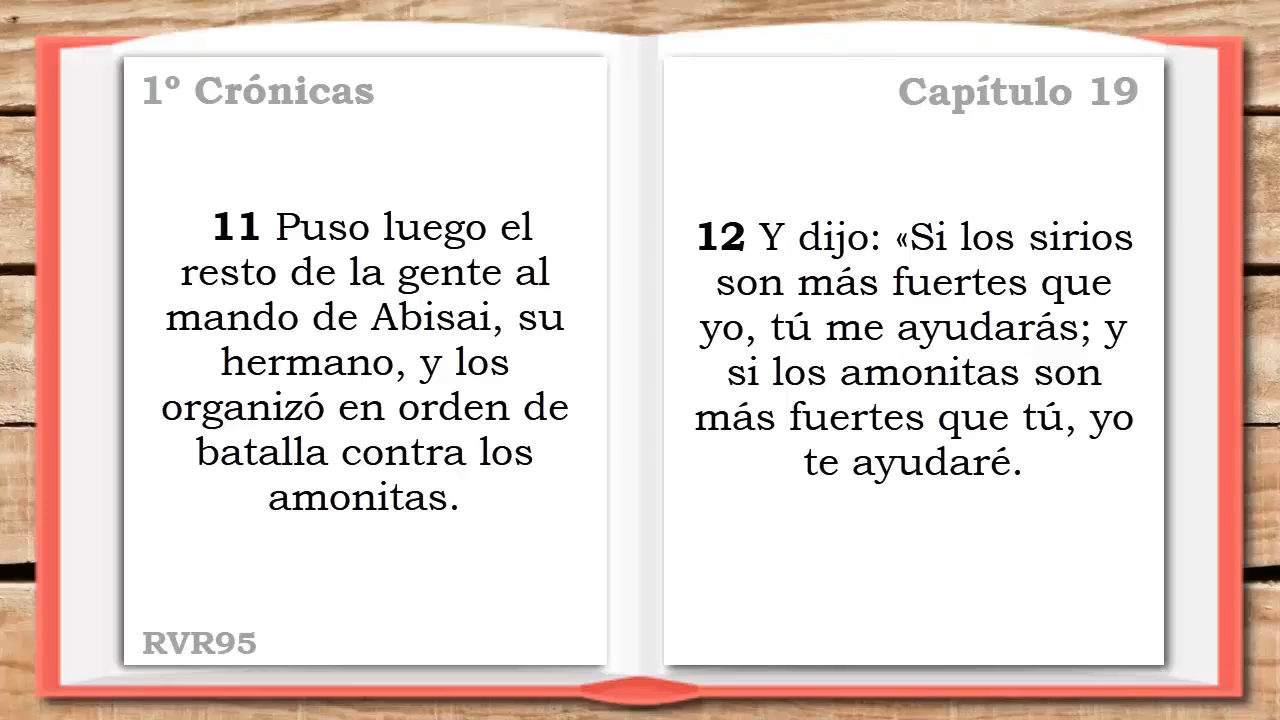 1º Crónicas
11 Puso luego el
resto de la gente al
mando de Abisai, su
hermano, y los
organizó en orden de
batalla contra los
amonitas.
RVR95
Capítulo 19
12 Y dijo: «Si los sirios
son más fuertes que
yo, tú me ayudarás; y
si los amonitas son
más fuertes que tú, yo
te ayudaré.